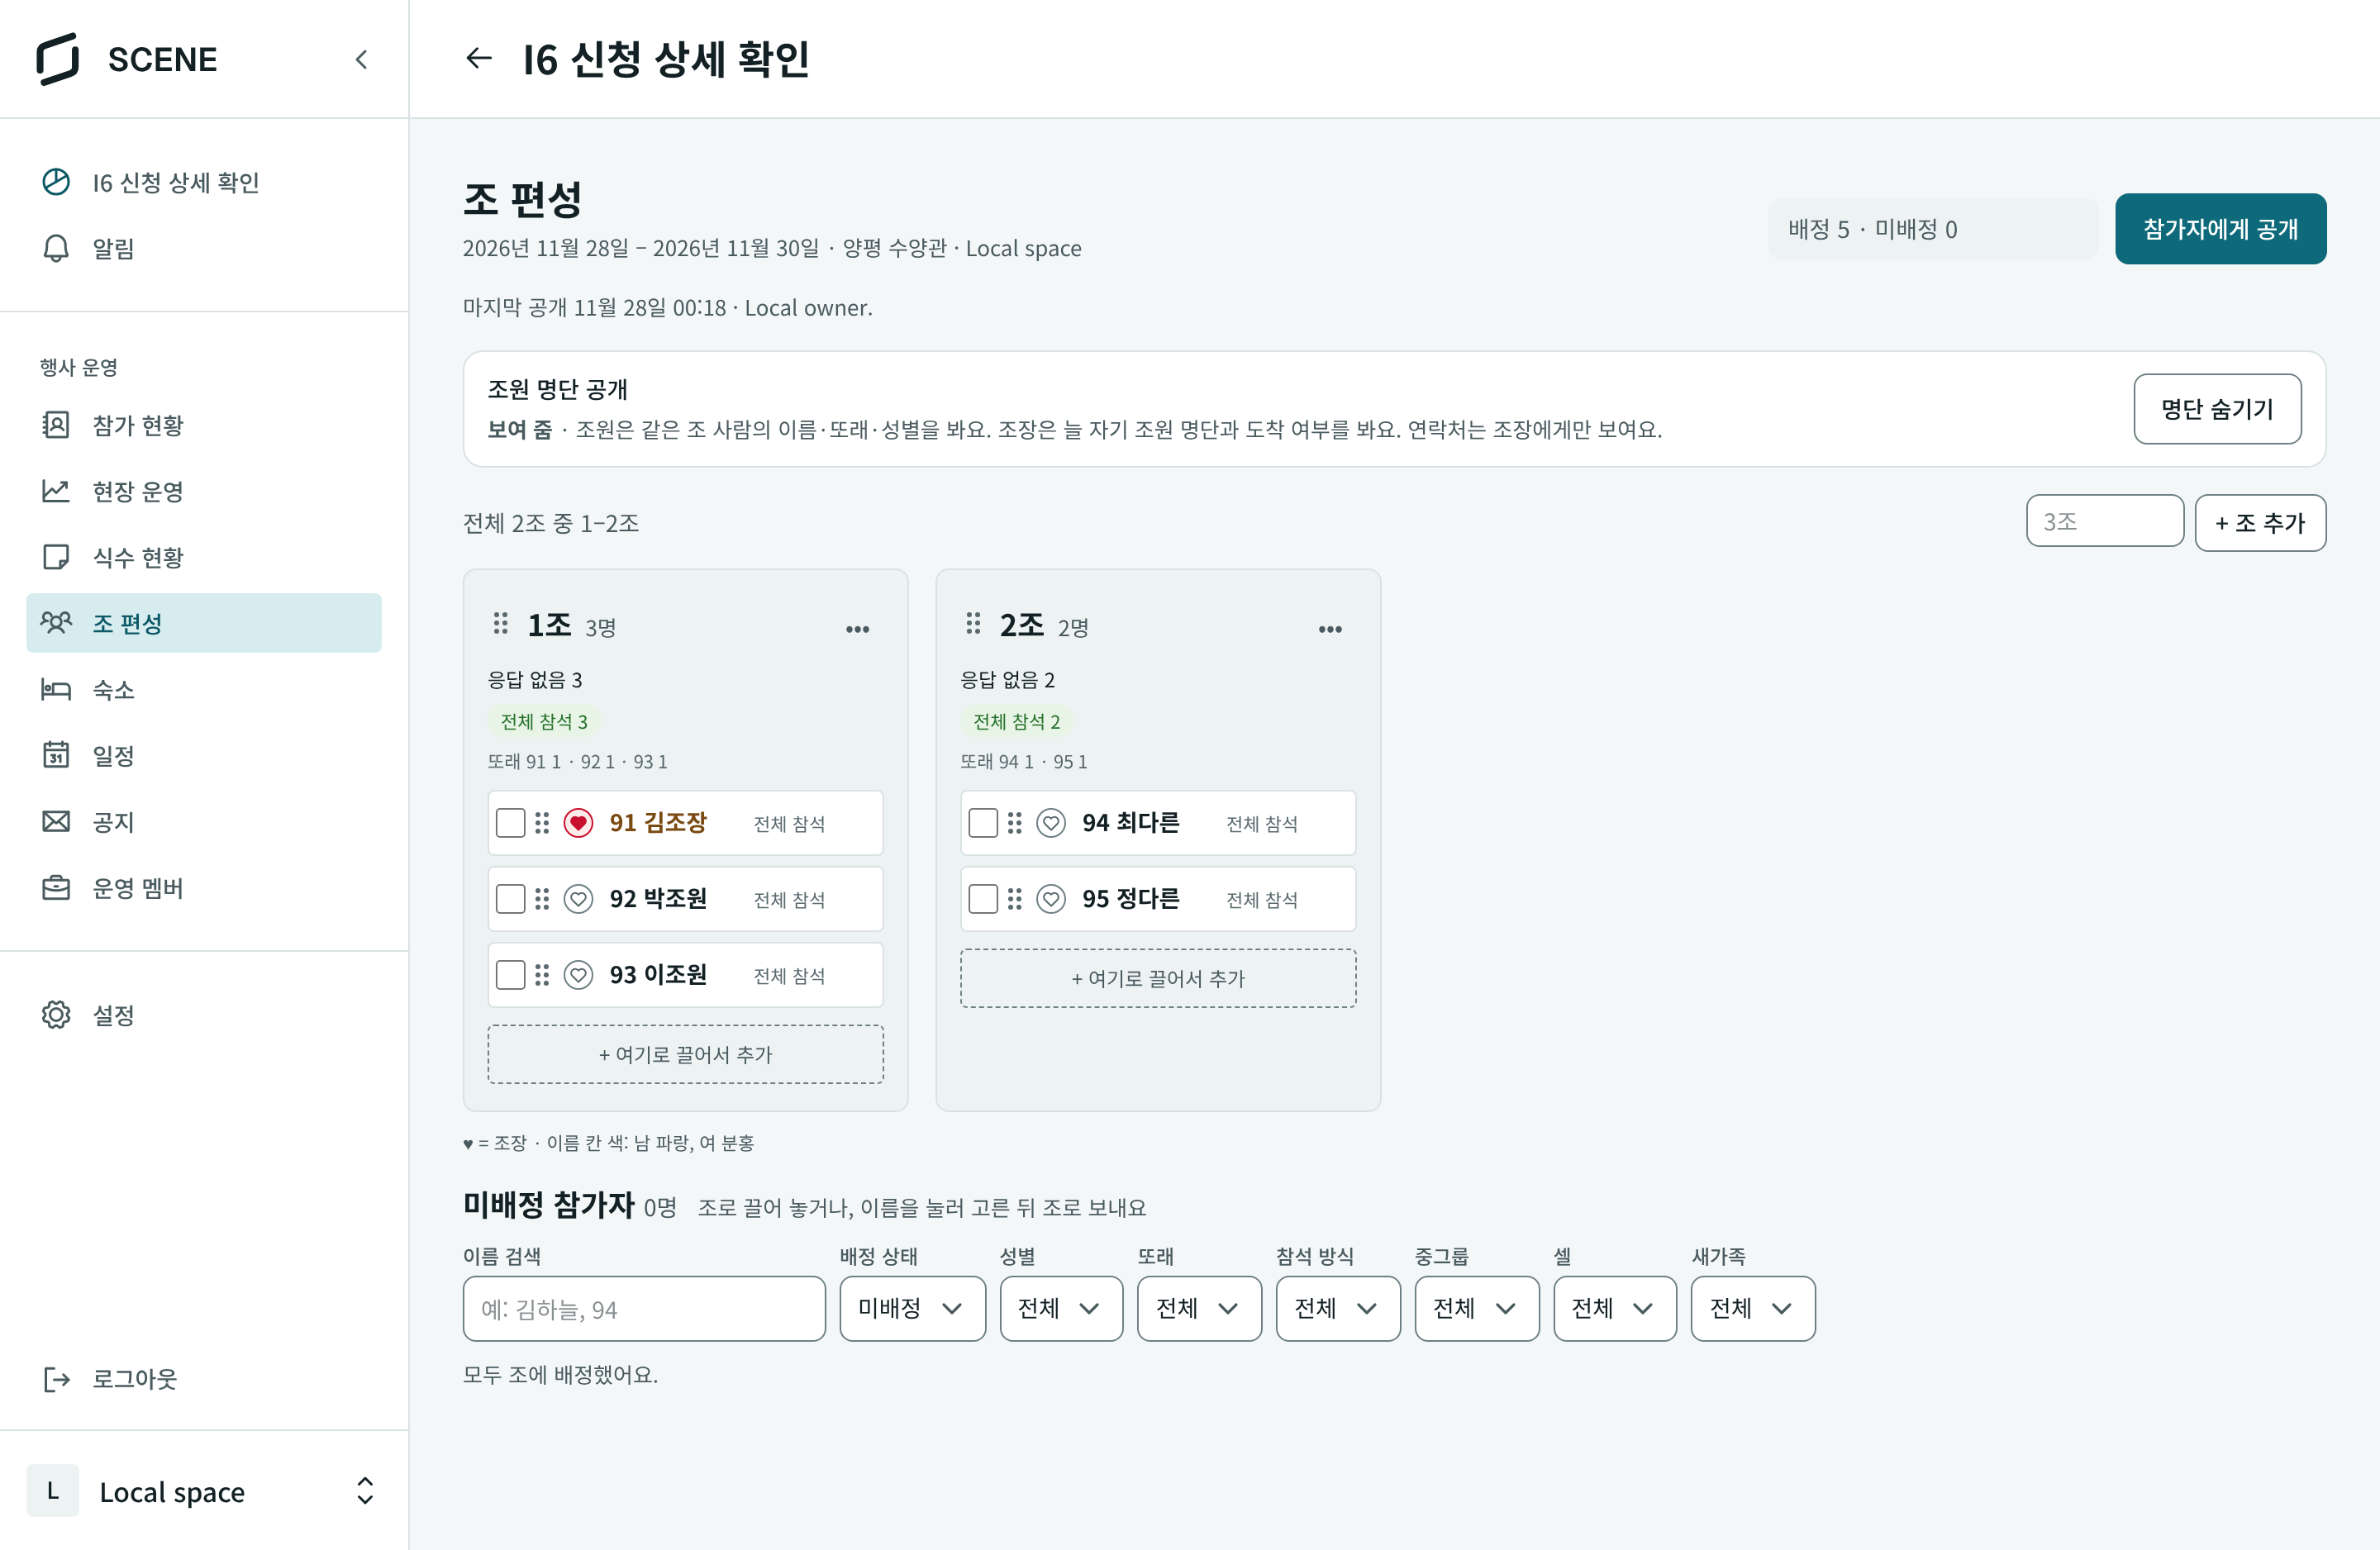 SCENE
I6 신청 상세 확인
I6 신청 상세 확인
알림
행사 운영
참가 현황
현장 운영
식수 현황
조 편성
숙소
31
일정
공지
운영 멤버
설정
로그아웃
L
Local space
조 편성
2026년 11월 28일 – 2026년 11월 30일 · 양평 수양관 · Local space
배정 5 · 미배정 0
참가자에게 공개
마지막 공개 11월 28일 00:18 · Local owner.
조원 명단 공개
보여 줌 · 조원은 같은 조 사람의 이름·또래·성별을 봐요. 조장은 늘 자기 조원 명단과 도착 여부를 봐요. 연락처는 조장에게만 보여요.
명단 숨기기
전체 2조 중 1–2조
3조
+ 조 추가
1조 3명
응답 없음 3
전체 참석 3
또래 91 1 · 92 1 · 93 1
91 김조장 전체 참석
92 박조원 전체 참석
93 이조원 전체 참석
+ 여기로 끌어서 추가
2조 2명
응답 없음 2
전체 참석 2
또래 94 1 · 95 1
94 최다른 전체 참석
95 정다른 전체 참석
+ 여기로 끌어서 추가
♥ = 조장 · 이름 칸 색: 남 파랑, 여 분홍
미배정 참가자 0명 조로 끌어 놓거나, 이름을 눌러 고른 뒤 조로 보내요
이름 검색 배정 상태 성별 또래 참석 방식 중그룹 셀 새가족
예: 김하늘, 94 미배정 전체 전체 전체 전체 전체 전체
모두 조에 배정했어요.